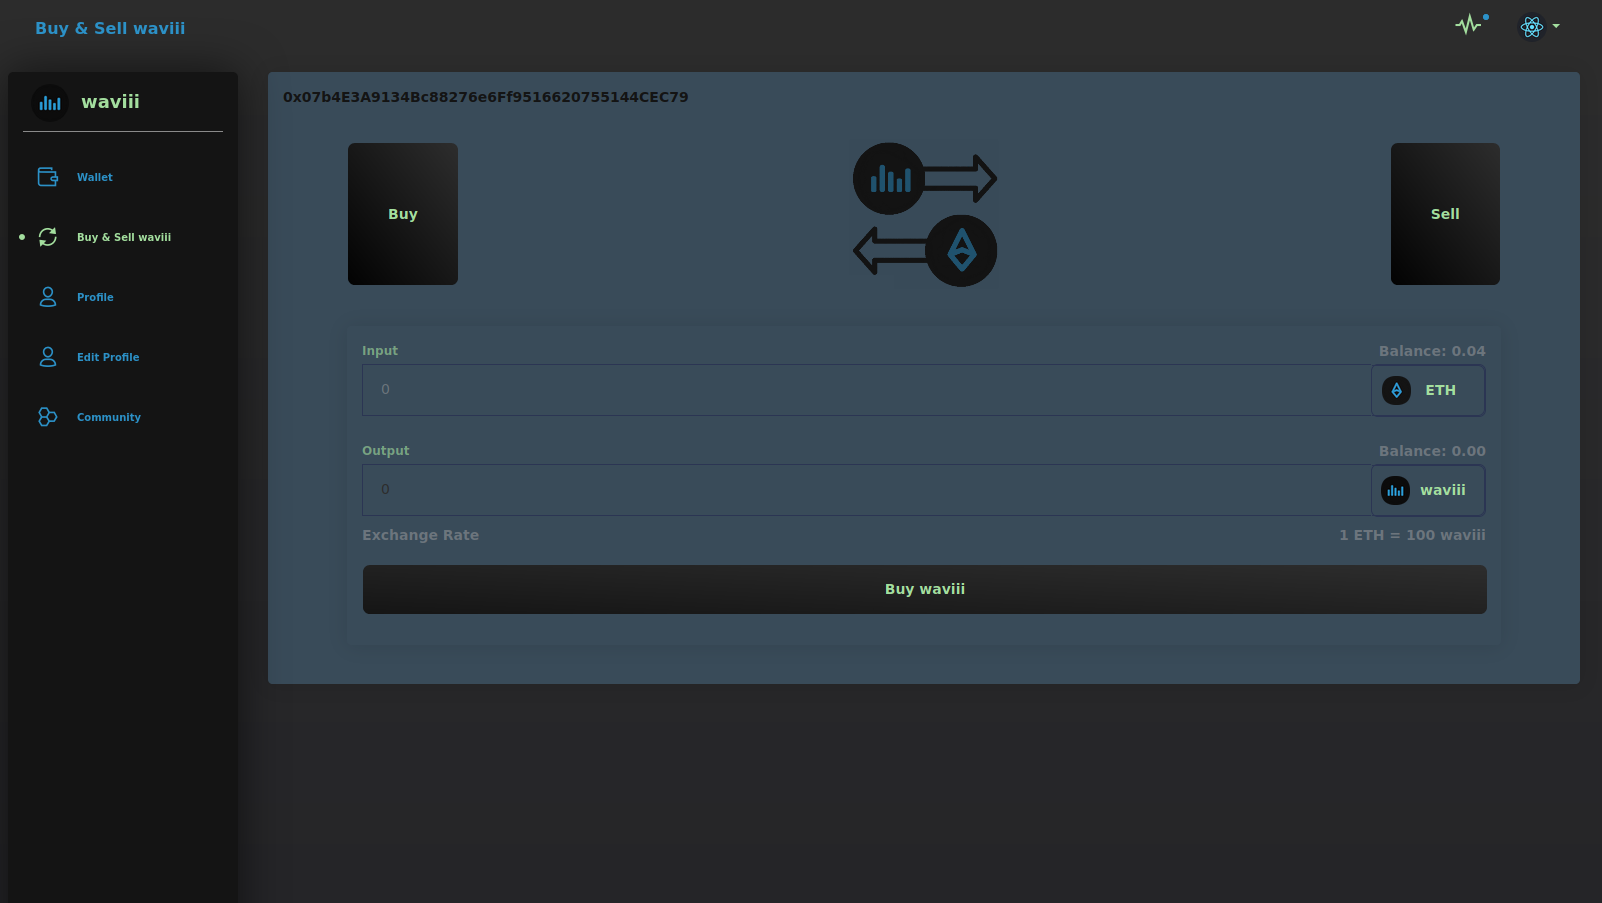 Buy & Sell waviii
waviii
Wallet
Buy & Sell waviii
Profile
Edit Profile
Community
0x07b4E3A9134Bc88276e6Ff9516620755144CEC79
Buy
Sell
Input
Balance: 0.04
0
ETH
Output
Balance: 0.00
0
waviii
Exchange Rate
1 ETH = 100 waviii
Buy waviii